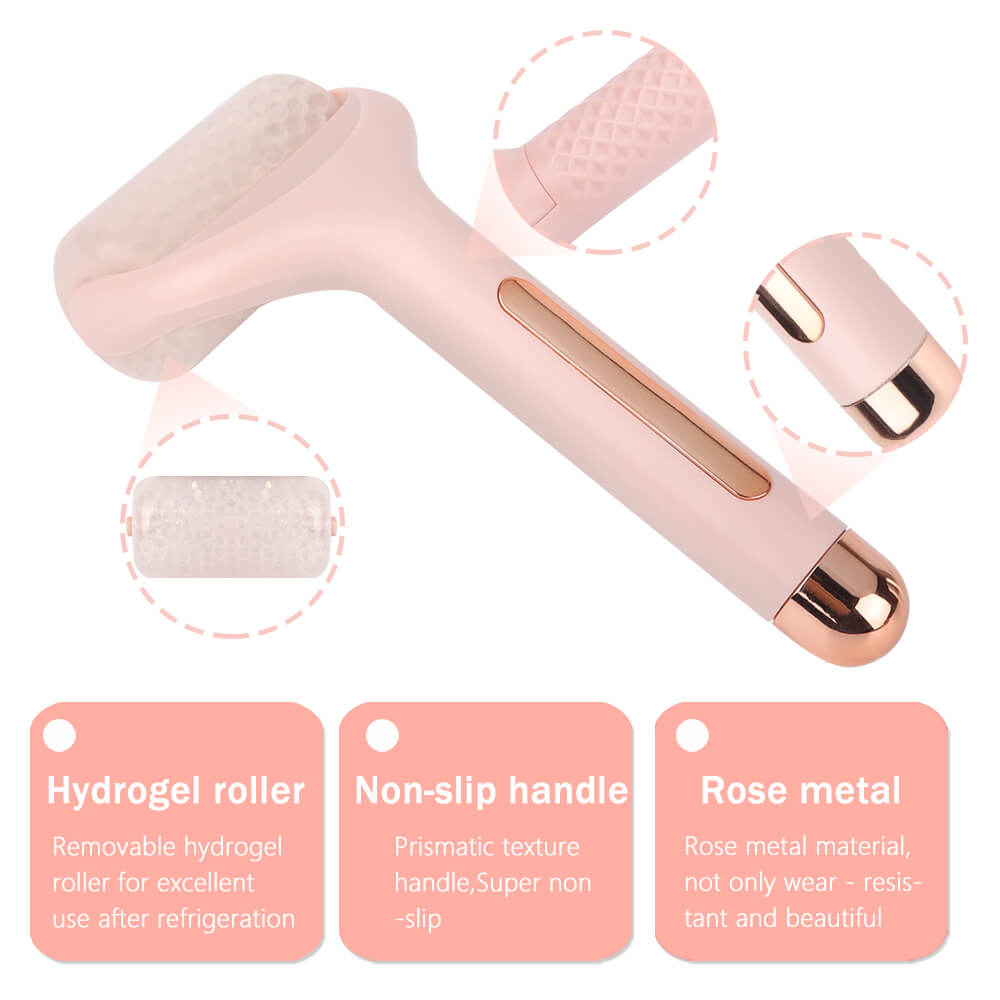 Hydrogel roller
Removable hydrogel
roller for excellent
use after refrigeration
Non-slip handle
Prismatic texture
handle,Super non
-slip
Rose metal
Rose metal material,
not only wear - resis-
tant and beautiful